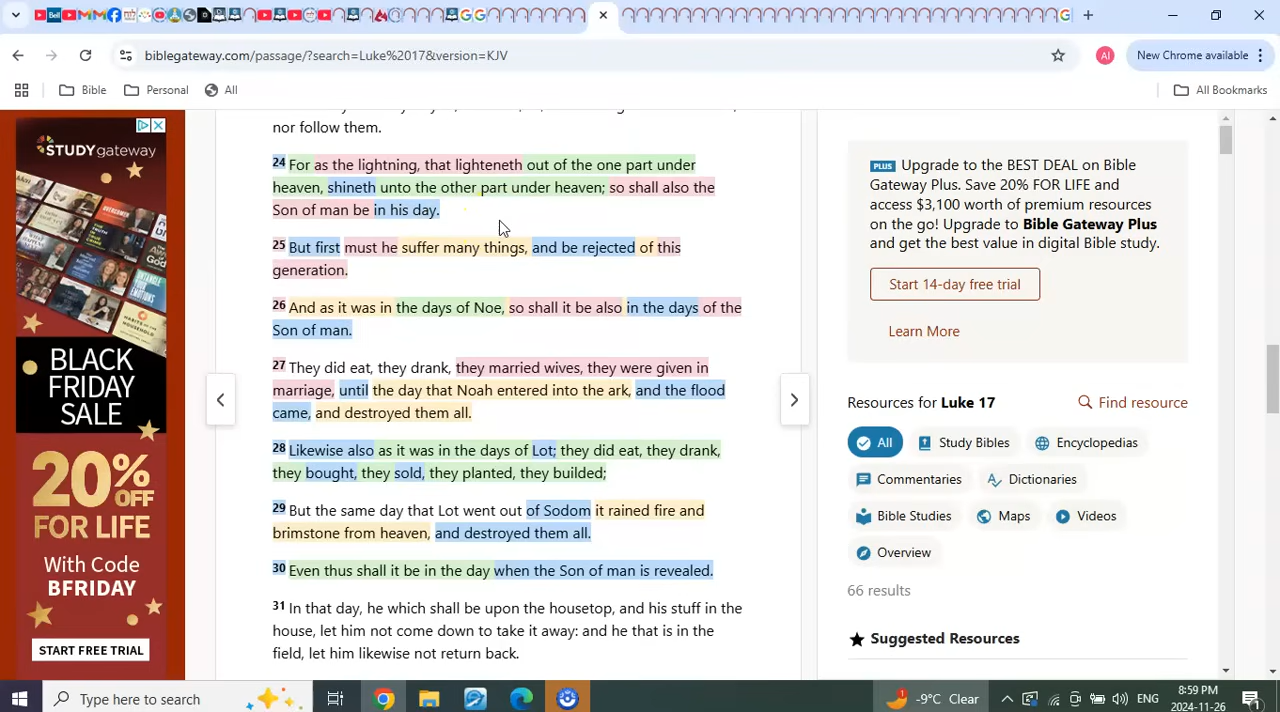 biblegateway.com/passage/?search=Luke%2017&version=KJV
AI
New Chrome available
Bible
Personal
All
All Bookmarks
STUDYgateway
BLACK
FRIDAY
SALE
20% OFF
FOR LIFE
With Code
BFRIDAY
START FREE TRIAL
nor follow them.
24 For as the lightning, that lighteneth out of the one part under
heaven, shineth unto the other part under heaven; so shall also the
Son of man be in his day.
25 But first must he suffer many things, and be rejected of this
generation.
26 And as it was in the days of Noe, so shall it be also in the days of the
Son of man.
27 They did eat, they drank, they married wives, they were given in
marriage, until the day that Noah entered into the ark, and the flood
came, and destroyed them all.
28 Likewise also as it was in the days of Lot; they did eat, they drank,
they bought, they sold, they planted, they builded;
29 But the same day that Lot went out of Sodom it rained fire and
brimstone from heaven, and destroyed them all.
30 Even thus shall it be in the day when the Son of man is revealed.
31 In that day, he which shall be upon the housetop, and his stuff in the
house, let him not come down to take it away: and he that is in the
field, let him likewise not return back.
PLUS Upgrade to the BEST DEAL on Bible
Gateway Plus. Save 20% FOR LIFE and
access $3,100 worth of premium resources
on the go! Upgrade to Bible Gateway Plus
and get the best value in digital Bible study.
Start 14-day free trial
Learn More
Resources for Luke 17
Find resource
All
Study Bibles
Encyclopedias
Commentaries
Dictionaries
Bible Studies
Maps
Videos
Overview
66 results
Suggested Resources
Type here to search
-9°C Clear
ENG
8:59 PM
2024-11-26